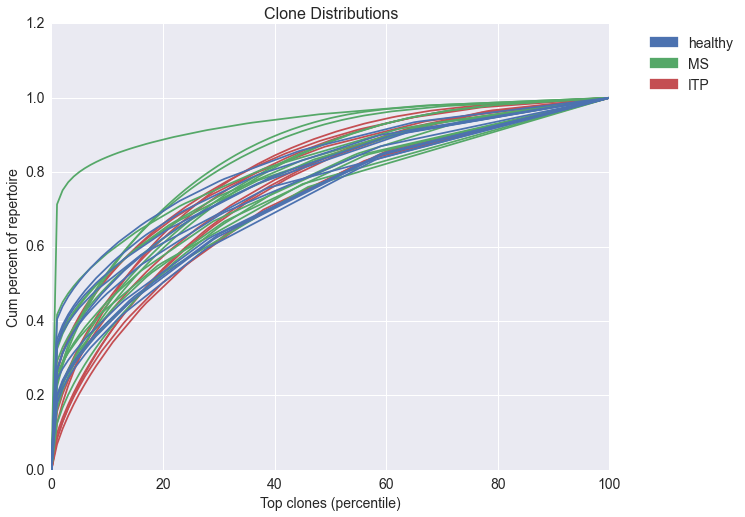 Clone Distributions
1.2
1.0
0.8
0.6
0.4
0.2
0.0
Cum percent of repertoire
0 20 40 60 80 100
Top clones (percentile)
healthy
MS
ITP